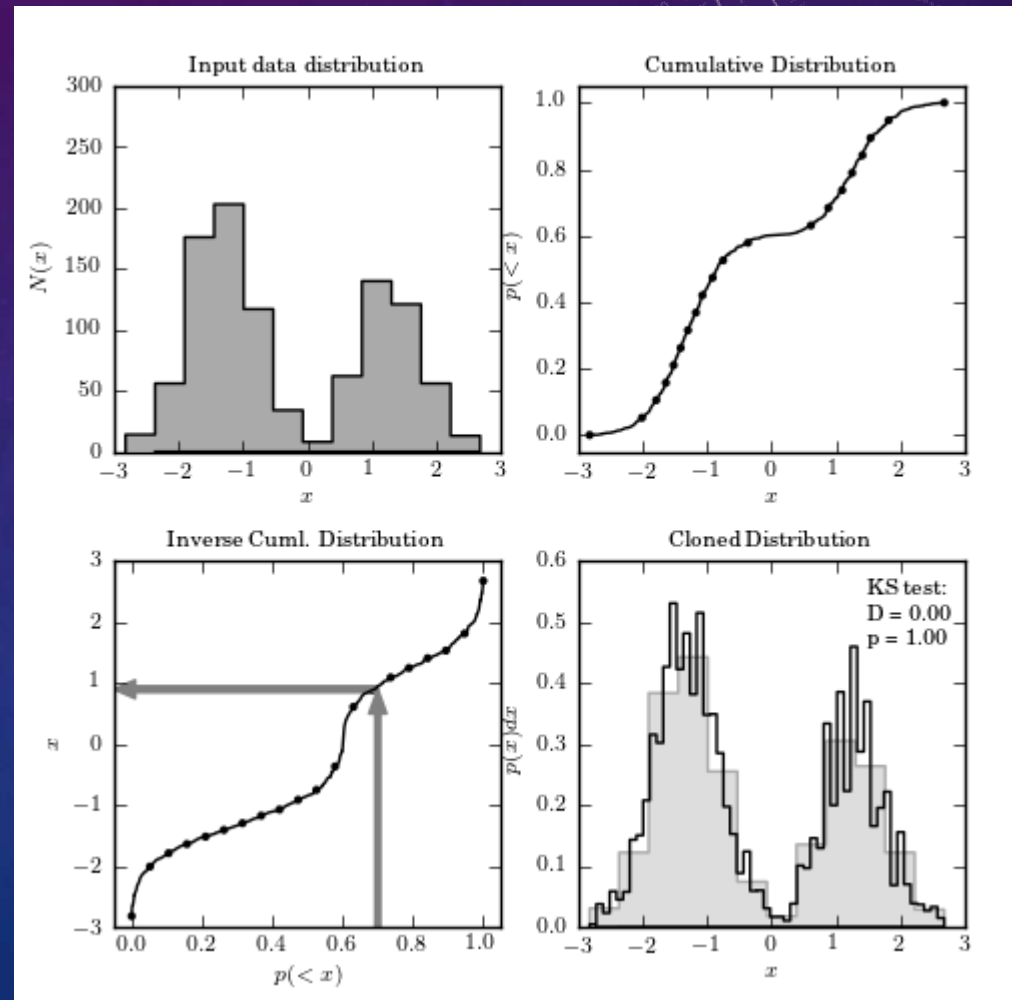 Input data distribution
300
250
200
150
100
50
0
N(x)
−3 −2 −1 0 1 2 3
x
Cumulative Distribution
1.0
0.8
0.6
0.4
0.2
0.0
p(< x)
−3 −2 −1 0 1 2 3
x
Inverse Cuml. Distribution
3
2
1
0
−1
−2
−3
x
0.0 0.2 0.4 0.6 0.8 1.0
p(< x)
Cloned Distribution
KS test:
D = 0.00
p = 1.00
0.6
0.5
0.4
0.3
0.2
0.1
0.0
p(x)dx
−3 −2 −1 0 1 2 3
x